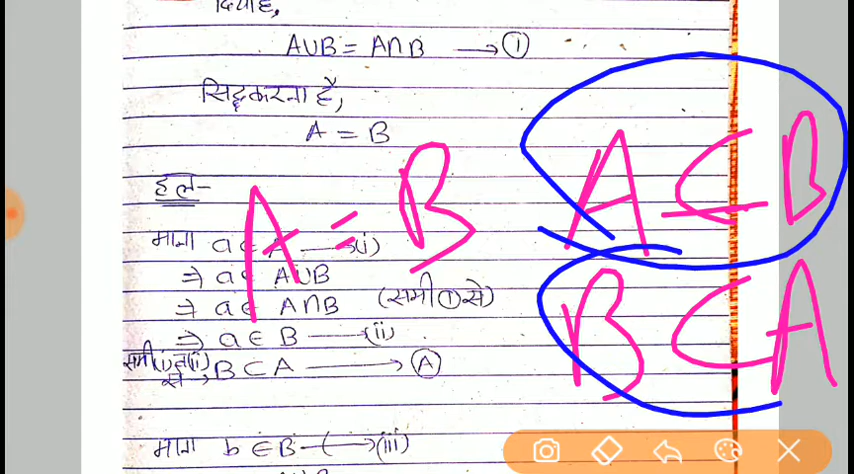 दिया है,
A∪B = A∩B → ①
सिद्ध करना है,
A = B
हल-
माना a ∈ A → (i)
⇒ a ∈ A∪B
⇒ a ∈ A∩B (समी ① से)
⇒ a ∈ B → (ii)
समी (i) व (ii) से, B ⊂ A → Ⓐ
माना b ∈ B → (iii)
A = B
A ⊆ B
B ⊂ A